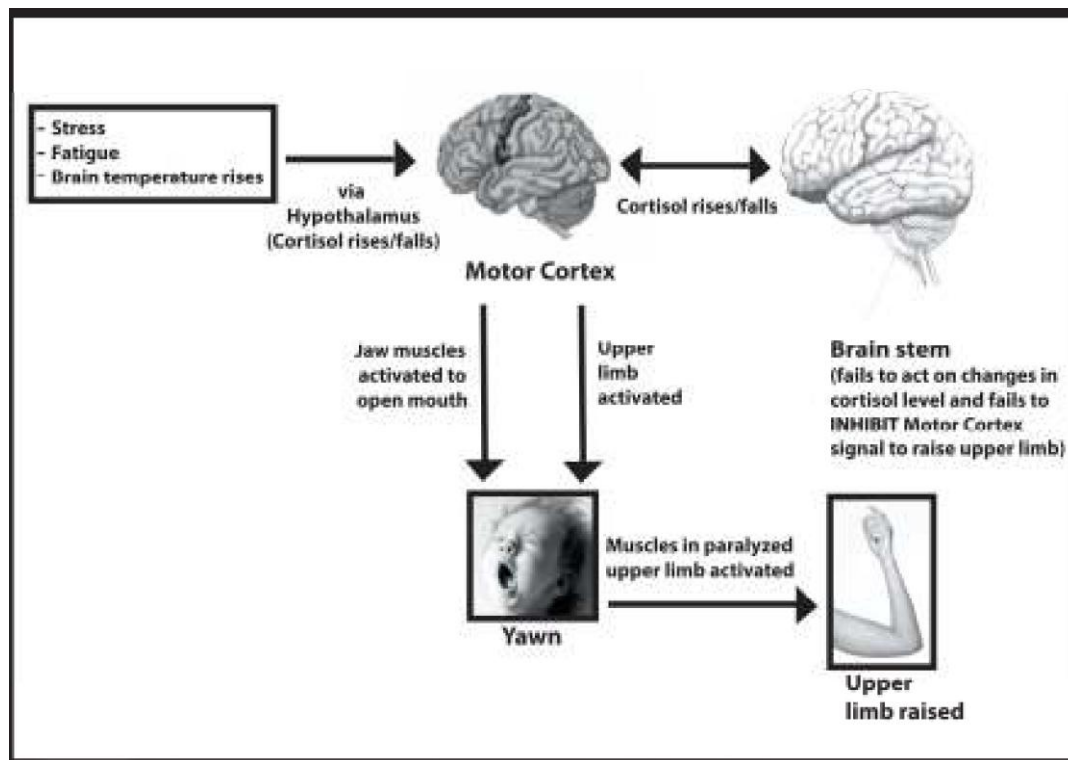 - Stress
- Fatigue
- Brain temperature rises
via
Hypothalamus
(Cortisol rises/falls)
Cortisol rises/falls
Motor Cortex
Jaw muscles
activated to
open mouth
Upper
limb
activated
Brain stem
(fails to act on changes in
cortisol level and fails to
INHIBIT Motor Cortex
signal to raise upper limb)
Muscles in paralyzed
upper limb activated
Yawn
Upper
limb raised